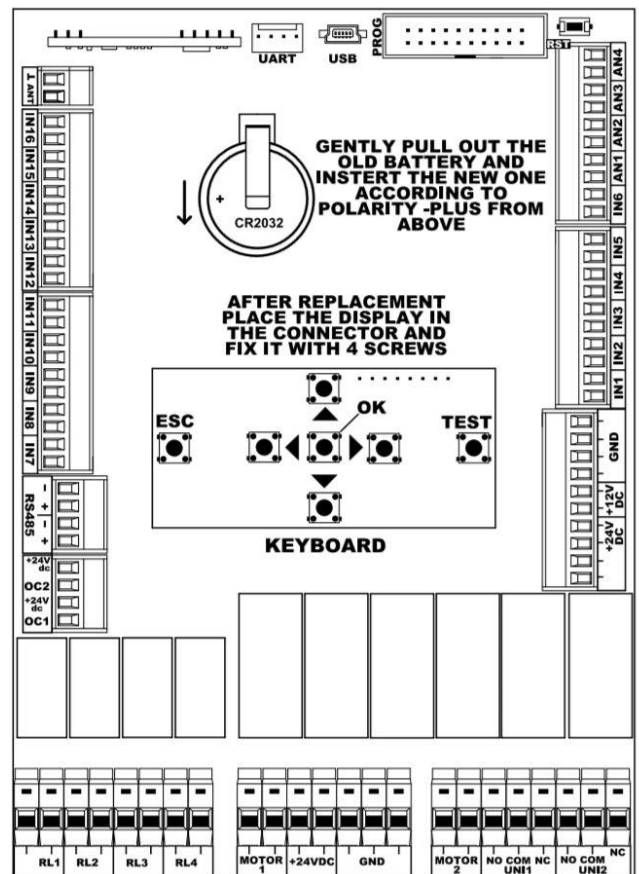 UART
USB
PROG
RST
ANT
IN16
IN15
IN14
IN13
IN12
IN11
IN10
IN9
IN8
IN7
RS485
-
+
-
+
+24V
dc
OC2
+24V
dc
OC1
+
CR2032
GENTLY PULL OUT THE
OLD BATTERY AND
INSTERT THE NEW ONE
ACCORDING TO
POLARITY -PLUS FROM
ABOVE
AFTER REPLACEMENT
PLACE THE DISPLAY IN
THE CONNECTOR AND
FIX IT WITH 4 SCREWS
ESC
OK
TEST
KEYBOARD
AN4
AN3
AN2
AN1
IN6
IN5
IN4
IN3
IN2
IN1
GND
+12V
DC
+24V
DC
RL1
RL2
RL3
RL4
MOTOR
1
+24VDC
GND
MOTOR
2
NO COM NC
UNI1
NO COM NC
UNI2